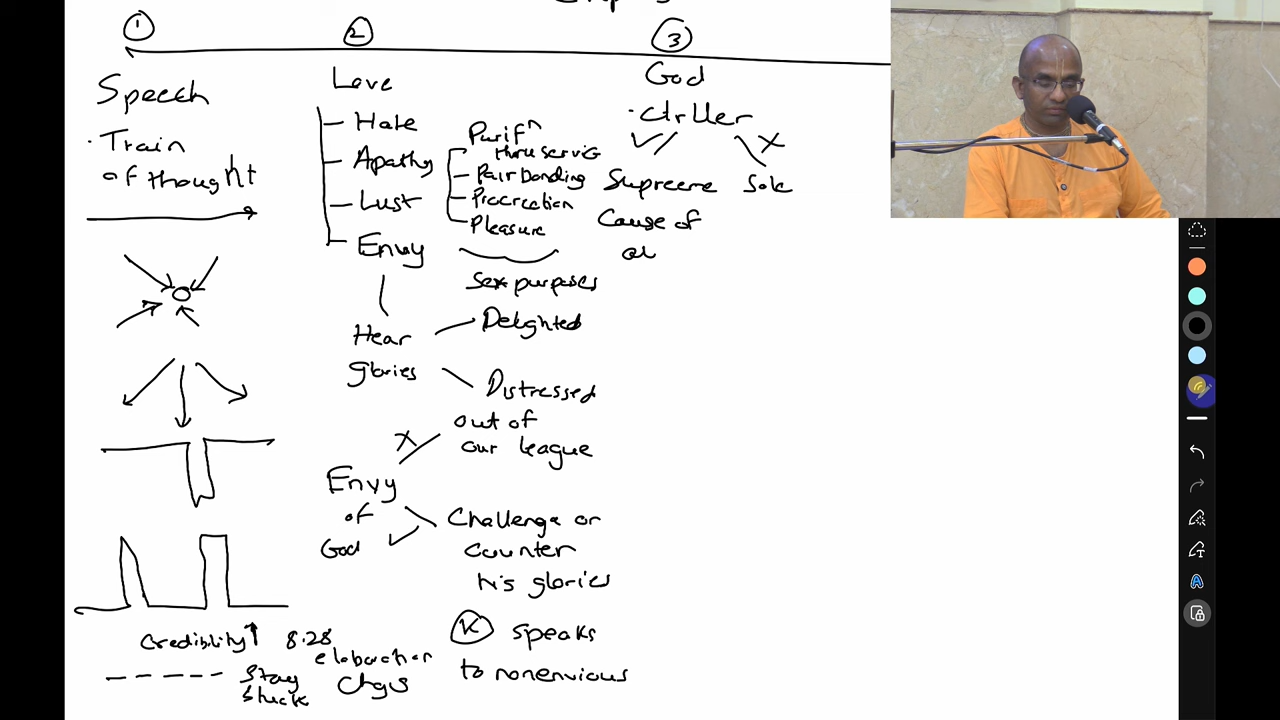 1
Speech
· Train
of thought
Credibility↑ 8.28
elaboration
Stay
Stuck
Chgs
2
Love
Hate
Apathy
Lust
Envy
Purifn
thru servic
Pair bonding
Procreation
Pleasure
Sex purposes
Hear
glories
Delighted
Distressed
out of
our league
X
Envy
of
God
Challenge or
counter
his glories
K speaks
to nonenvious
3
God
· Ctrller
X
Supreme
Sole
Cause of
al